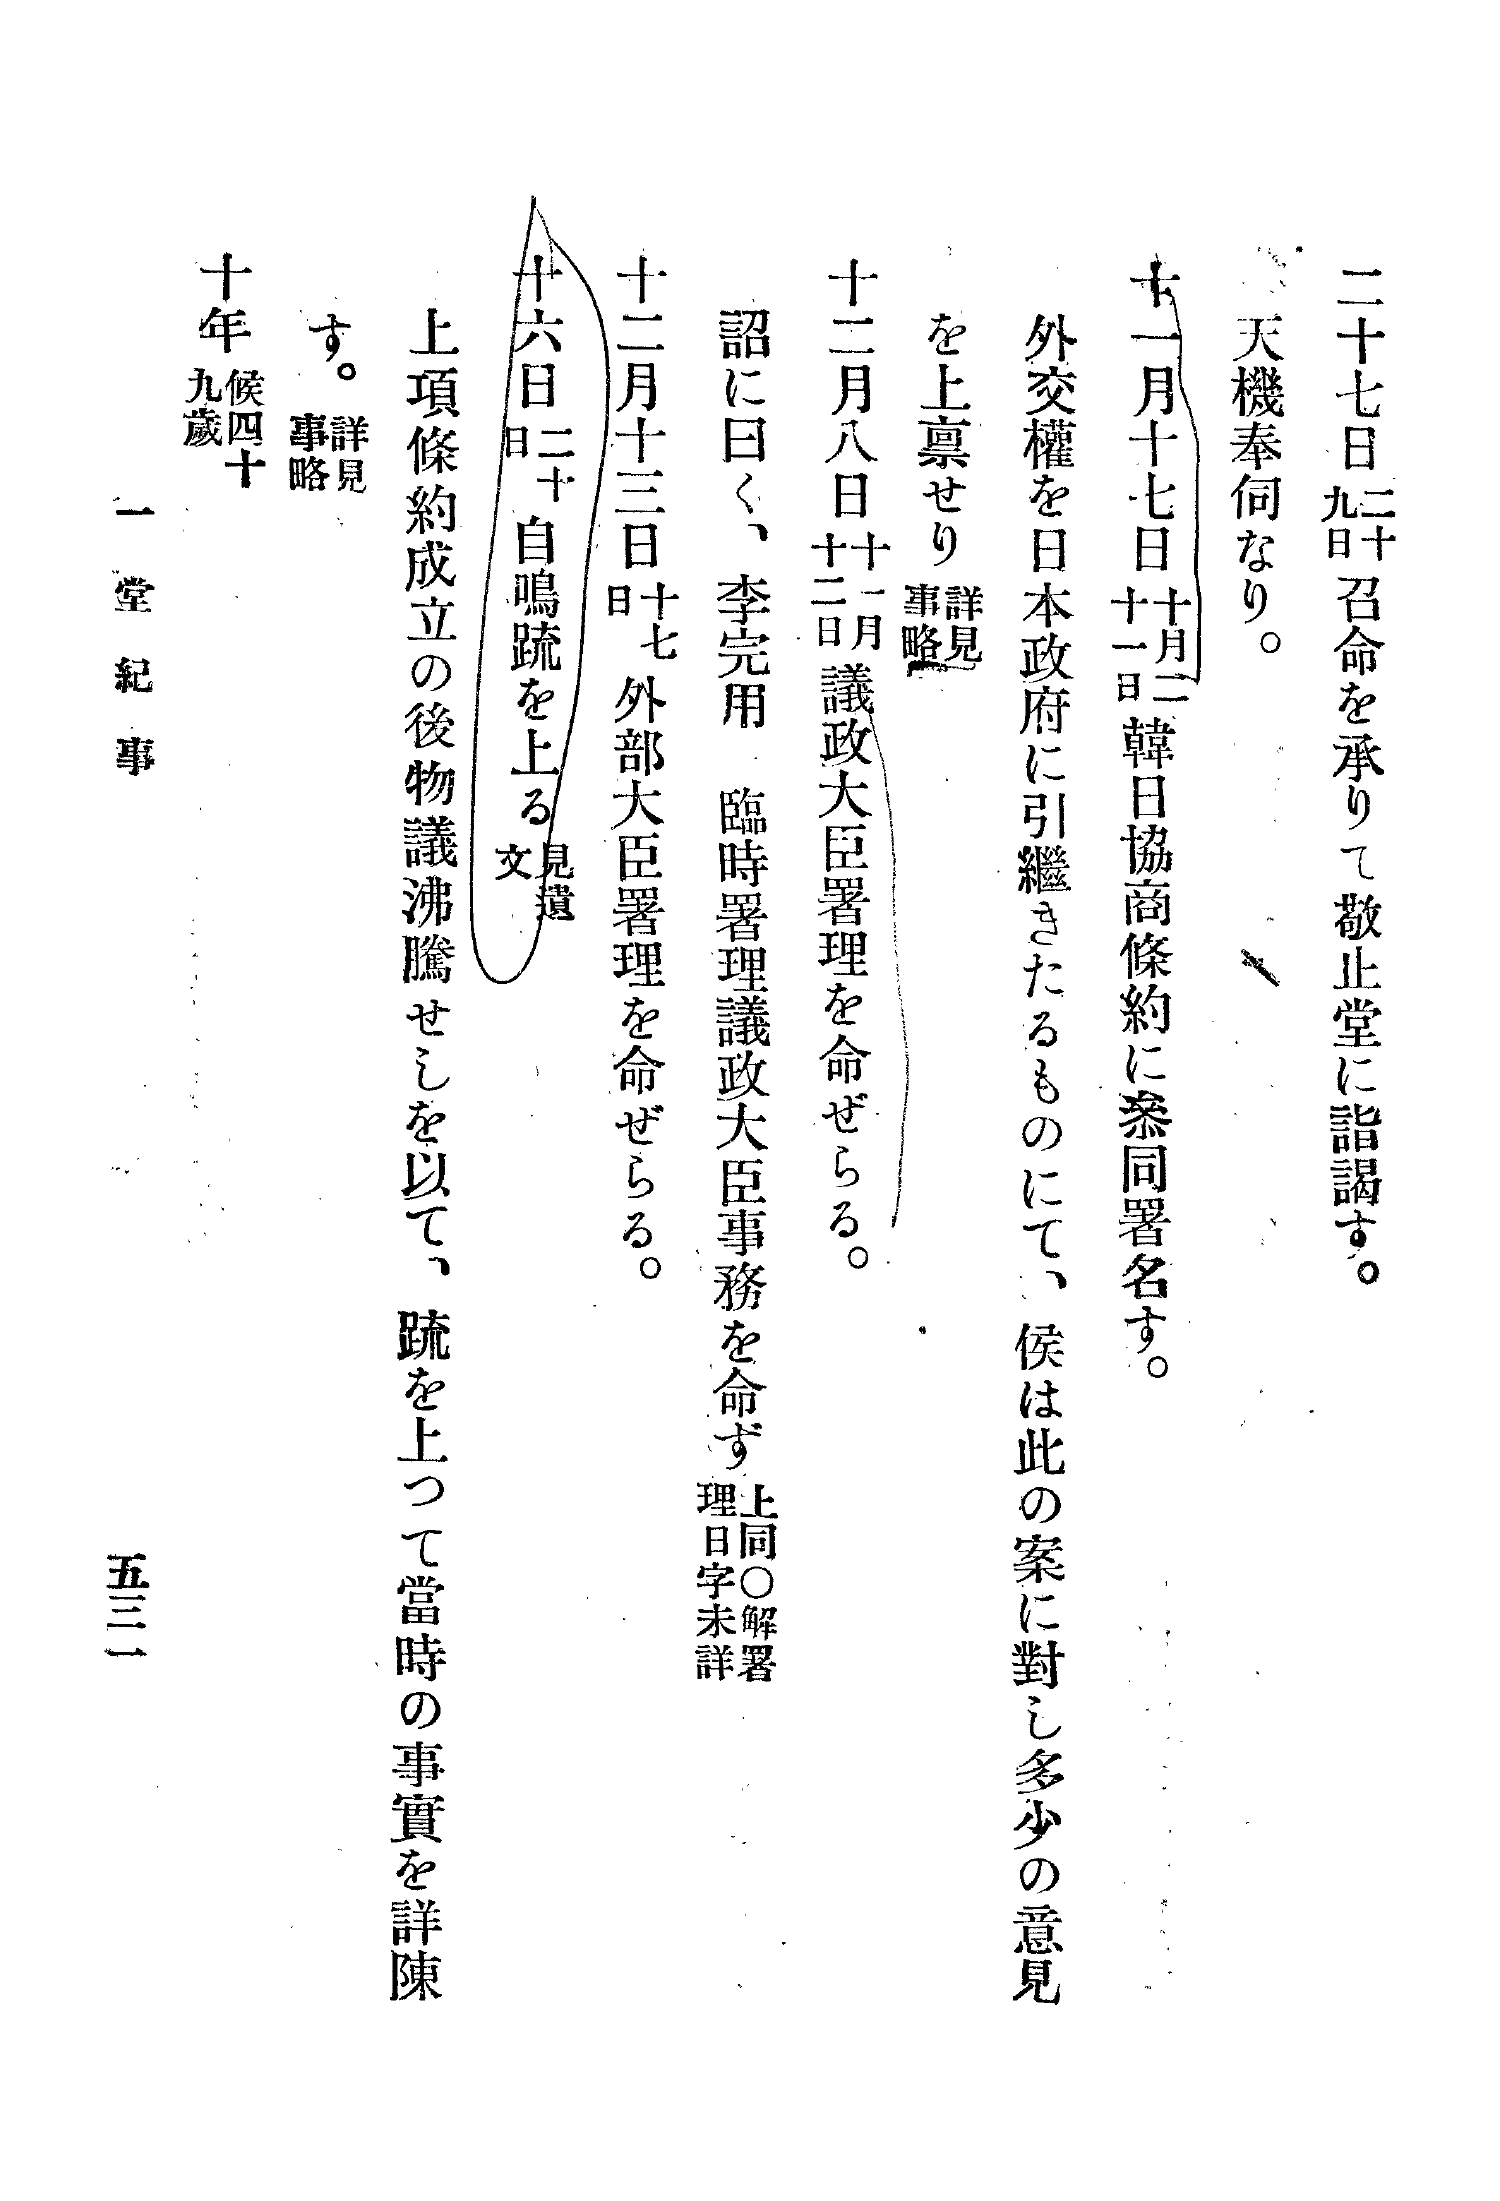 二十七日二十九日召命を承りて敬止堂に詣謁す。
天機奉伺なり。
十一月十七日十月二十一日韓日協商條約に叅同署名す。
外交權を日本政府に引繼きたるものにて、侯は此の案に對し多少の意見
を上禀せり詳見事略
十二月八日十一月十二日議政大臣署理を命ぜらる。
詔に曰く、李完用 臨時署理議政大臣事務を命ず上同〇解署理日字未詳
十二月十三日十七日外部大臣署理を命ぜらる。
十六日二十日自鳴疏を上る見遺文
上項條約成立の後物議沸騰せしを以て、疏を上つて當時の事實を詳陳
す。詳見事略
十年候四十九歲
一堂紀事
五三一